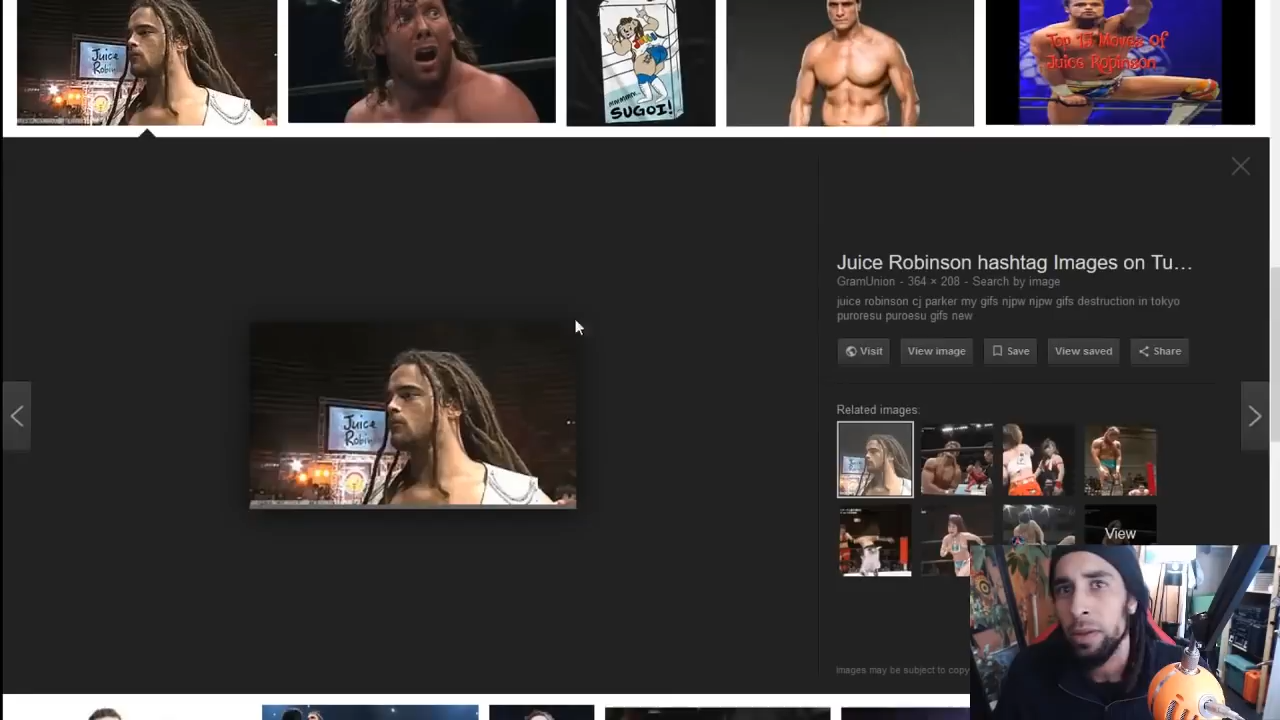 Juice
Robin
SUGOI!
Top 15 Moves of
Juice Robinson
Juice Robinson hashtag Images on Tu...
GramUnion - 364 × 208 - Search by image
juice robinson cj parker my gifs njpw njpw gifs destruction in tokyo
puroresu puroesu gifs new
Visit View image Save View saved Share
Juice
Robin
Related images:
View
Images may be subject to copy